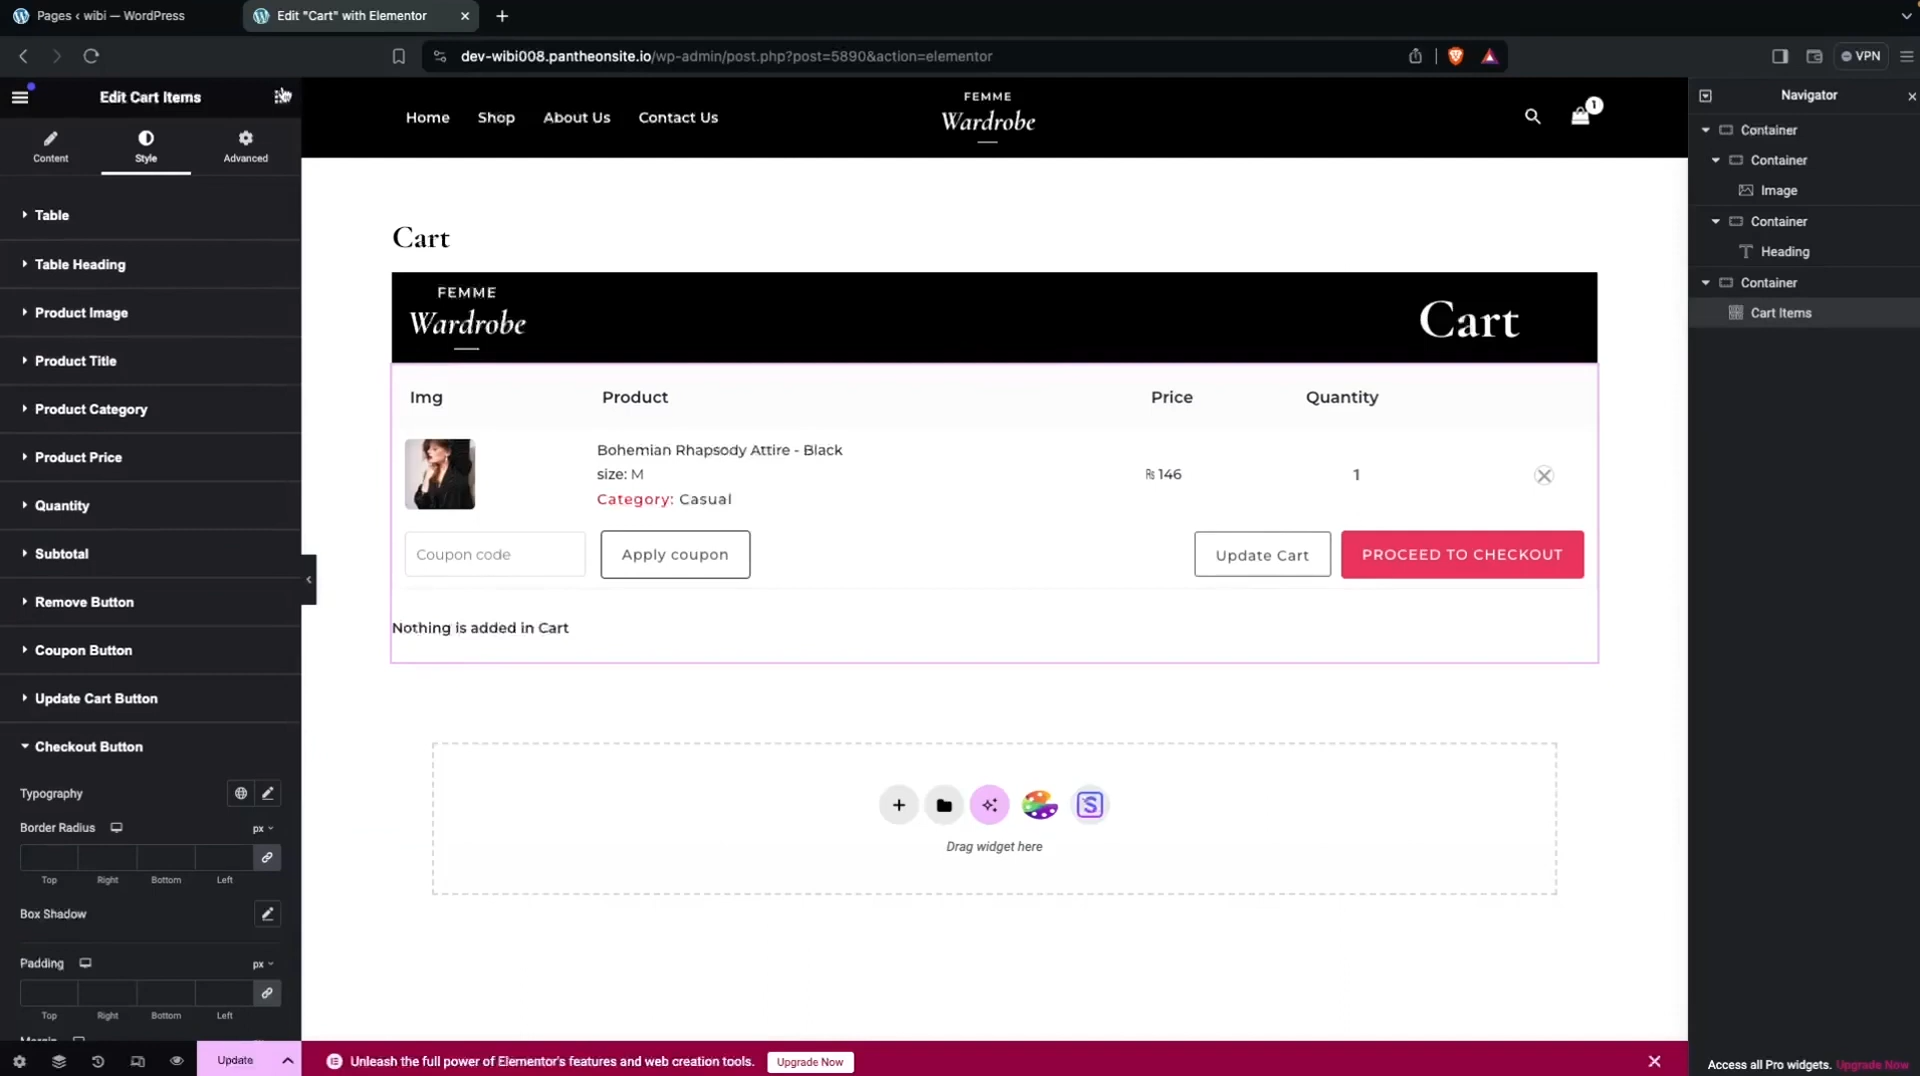 Pages ‹ wibi — WordPress
Edit "Cart" with Elementor
dev-wibi008.pantheonsite.io/wp-admin/post.php?post=5890&action=elementor
VPN
Edit Cart Items
Content
Style
Advanced
Table
Table Heading
Product Image
Product Title
Product Category
Product Price
Quantity
Subtotal
Remove Button
Coupon Button
Update Cart Button
Checkout Button
Typography
Border Radius
px
Top Right Bottom Left
Box Shadow
Padding
px
Top Right Bottom Left
Update
Home Shop About Us Contact Us
FEMME
Wardrobe
1
Cart
FEMME
Wardrobe
Cart
Img Product Price Quantity
Bohemian Rhapsody Attire - Black
size: M
Category: Casual
₨ 146
1
Coupon code
Apply coupon
Update Cart
PROCEED TO CHECKOUT
Nothing is added in Cart
S
Drag widget here
Unleash the full power of Elementor's features and web creation tools.
Upgrade Now
Navigator
Container
Container
Image
Container
Heading
Container
Cart Items
Access all Pro widgets. Upgrade Now